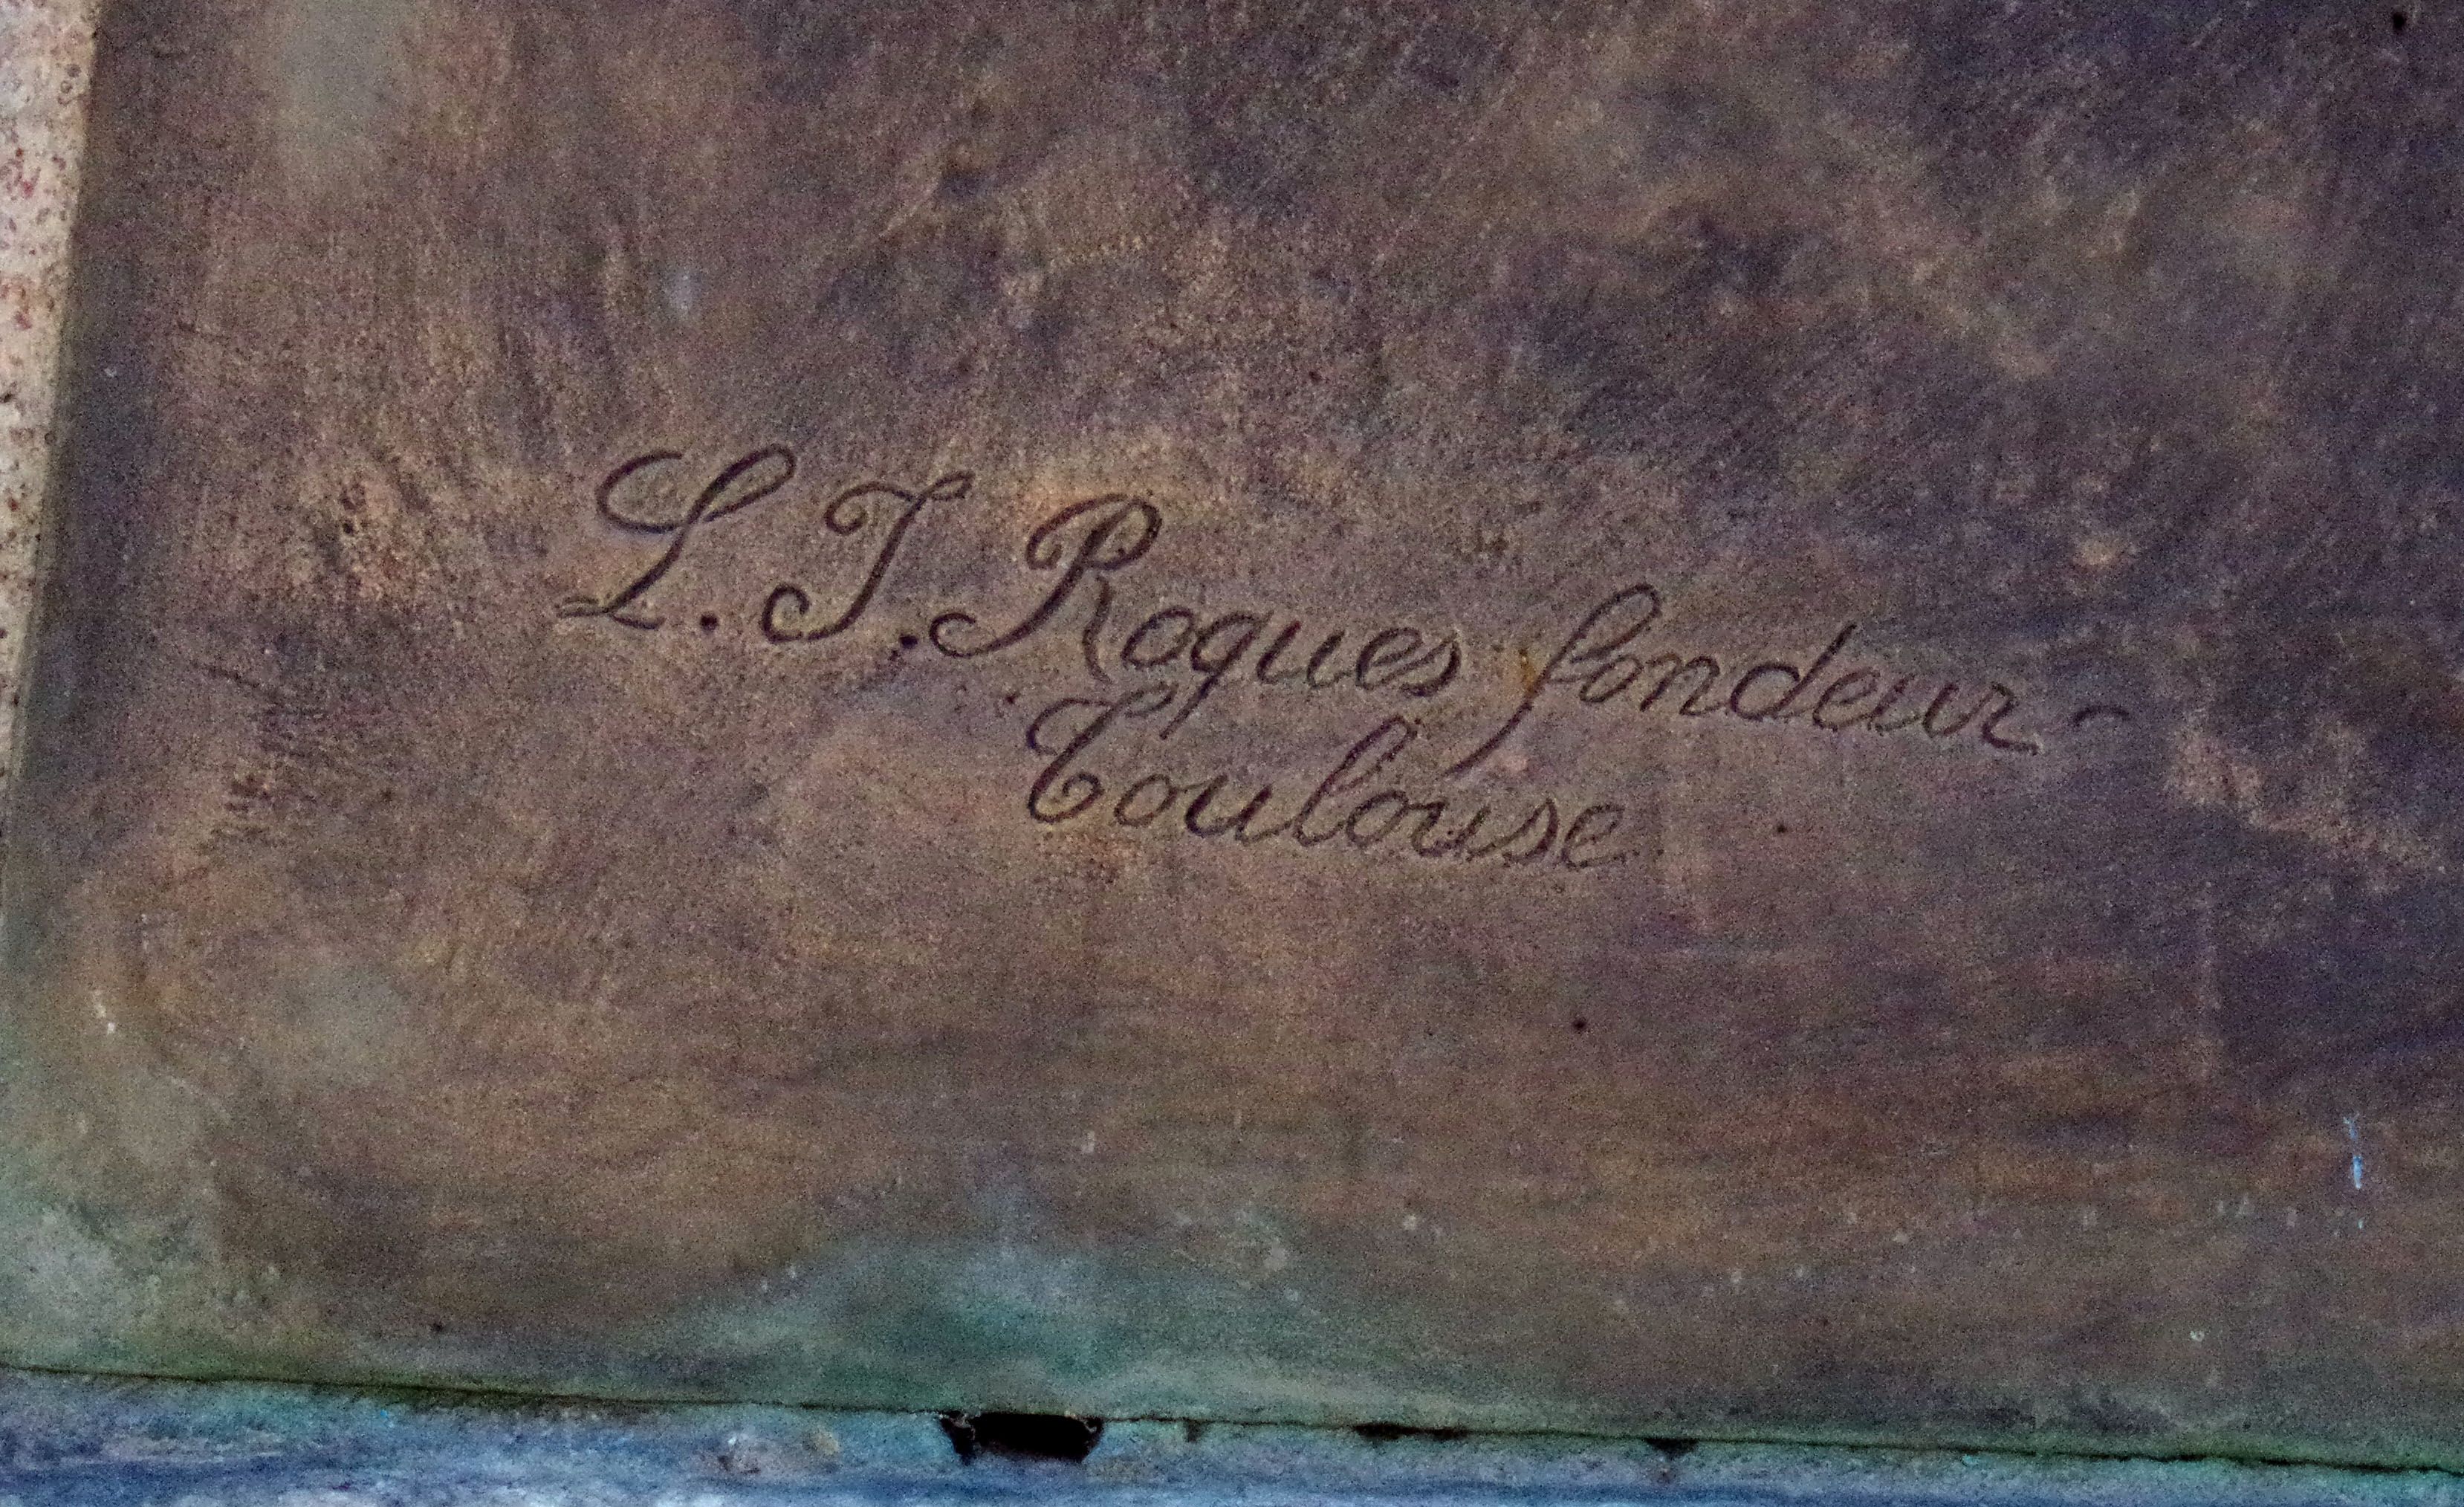 L. J. Roques fondeur -
Toulouse